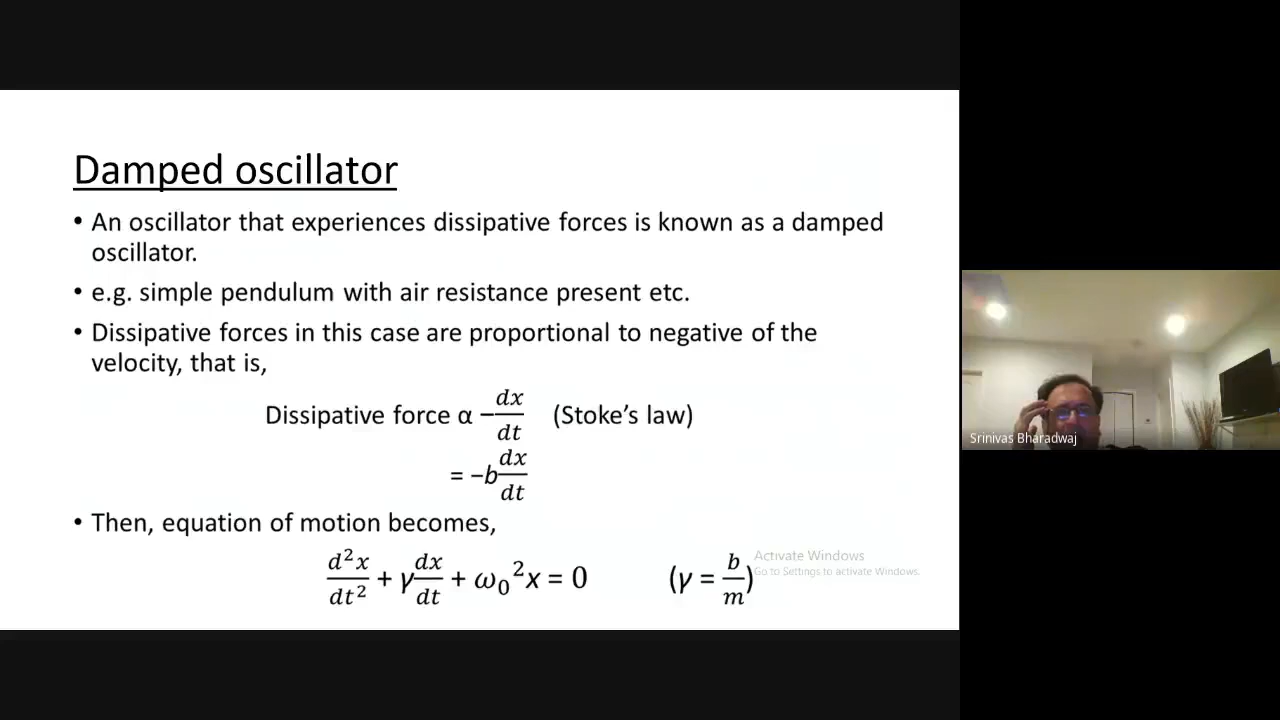 Damped oscillator
• An oscillator that experiences dissipative forces is known as a damped
oscillator.
• e.g. simple pendulum with air resistance present etc.
• Dissipative forces in this case are proportional to negative of the
velocity, that is,
Dissipative force α −dx/dt (Stoke’s law)
= −b dx/dt
• Then, equation of motion becomes,
d²x/dt² + γ dx/dt + ω₀²x = 0 (γ = b/m)
Activate Windows
Go to Settings to activate Windows.
Srinivas Bharadwaj